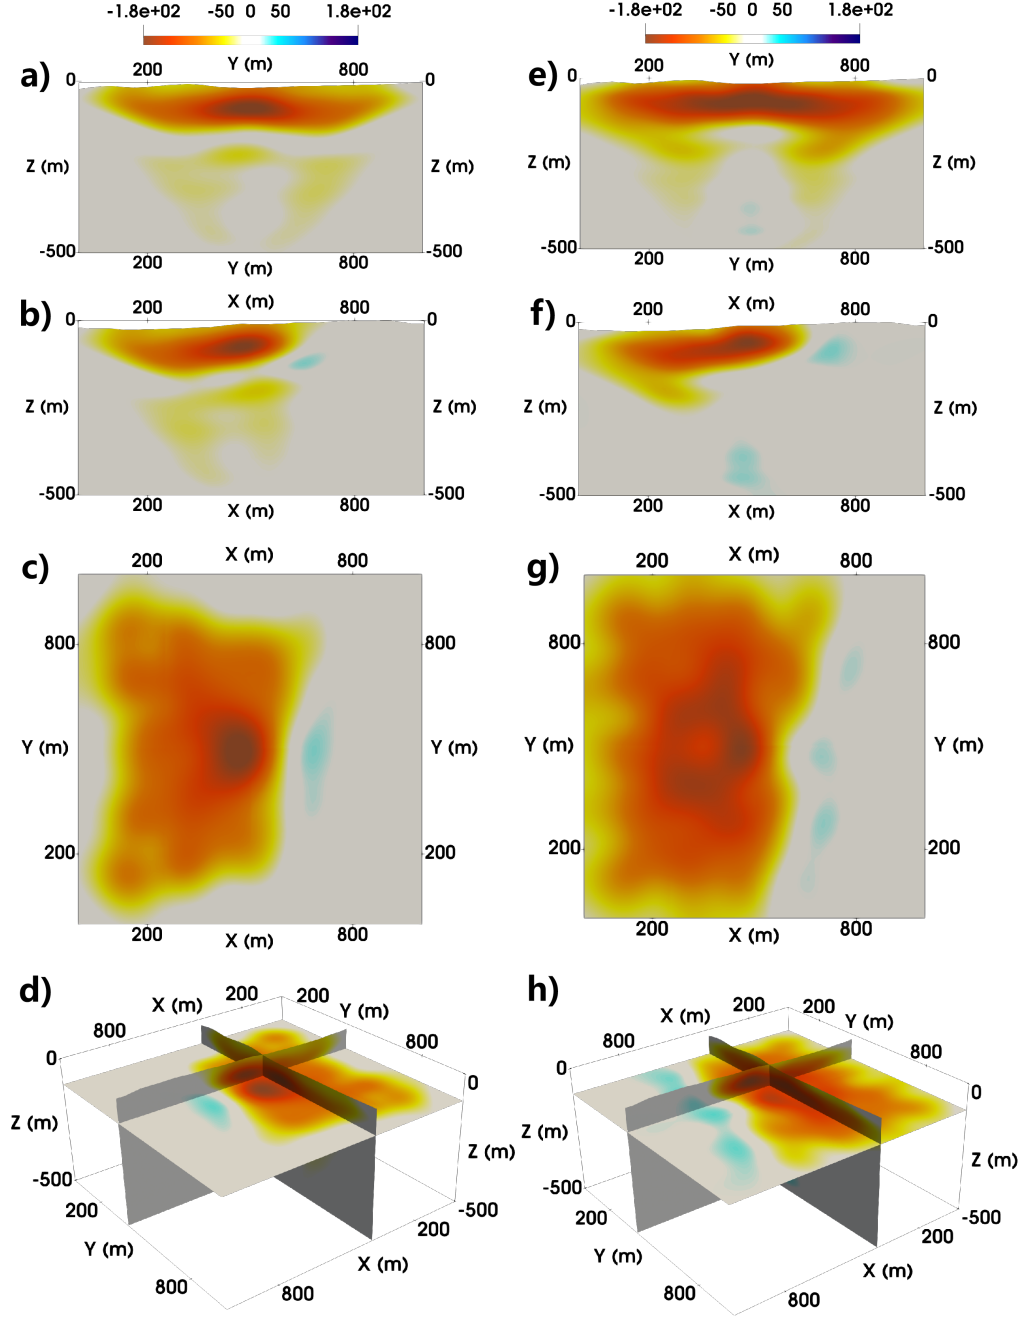 -1.8e+02 -50 0 50 1.8e+02
-1.8e+02 -50 0 50 1.8e+02
a)
200 Y (m) 800
0 0
Z (m) Z (m)
-500 -500
200 Y (m) 800
e)
200 Y (m) 800
0 0
Z (m) Z (m)
-500 -500
200 Y (m) 800
b)
200 X (m) 800
0 0
Z (m) Z (m)
-500 -500
200 X (m) 800
f)
200 X (m) 800
0 0
Z (m) Z (m)
-500 -500
200 X (m) 800
c)
200 X (m) 800
800 800
Y (m) Y (m)
200 200
200 X (m) 800
g)
200 X (m) 800
800 800
Y (m) Y (m)
200 200
200 X (m) 800
d)
X (m) 200 200 Y (m)
800 800
0 0
Z (m) Z (m)
-500 -500
200 200
Y (m) X (m)
800 800
h)
X (m) 200 200 Y (m)
800 800
0 0
Z (m) Z (m)
-500 -500
200 200
Y (m) X (m)
800 800